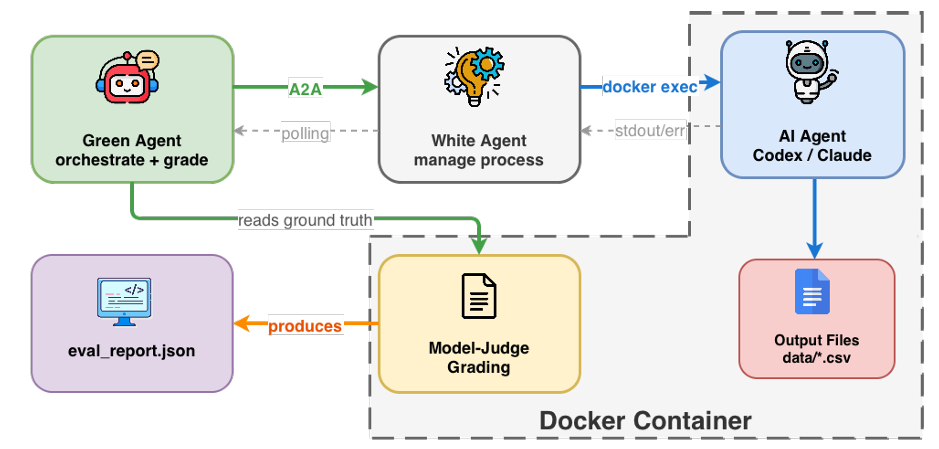 Green Agent
orchestrate + grade
A2A
polling
White Agent
manage process
docker exec
stdout/err
AI Agent
Codex / Claude
reads ground truth
</>
eval_report.json
produces
Model-Judge
Grading
Output Files
data/*.csv
Docker Container